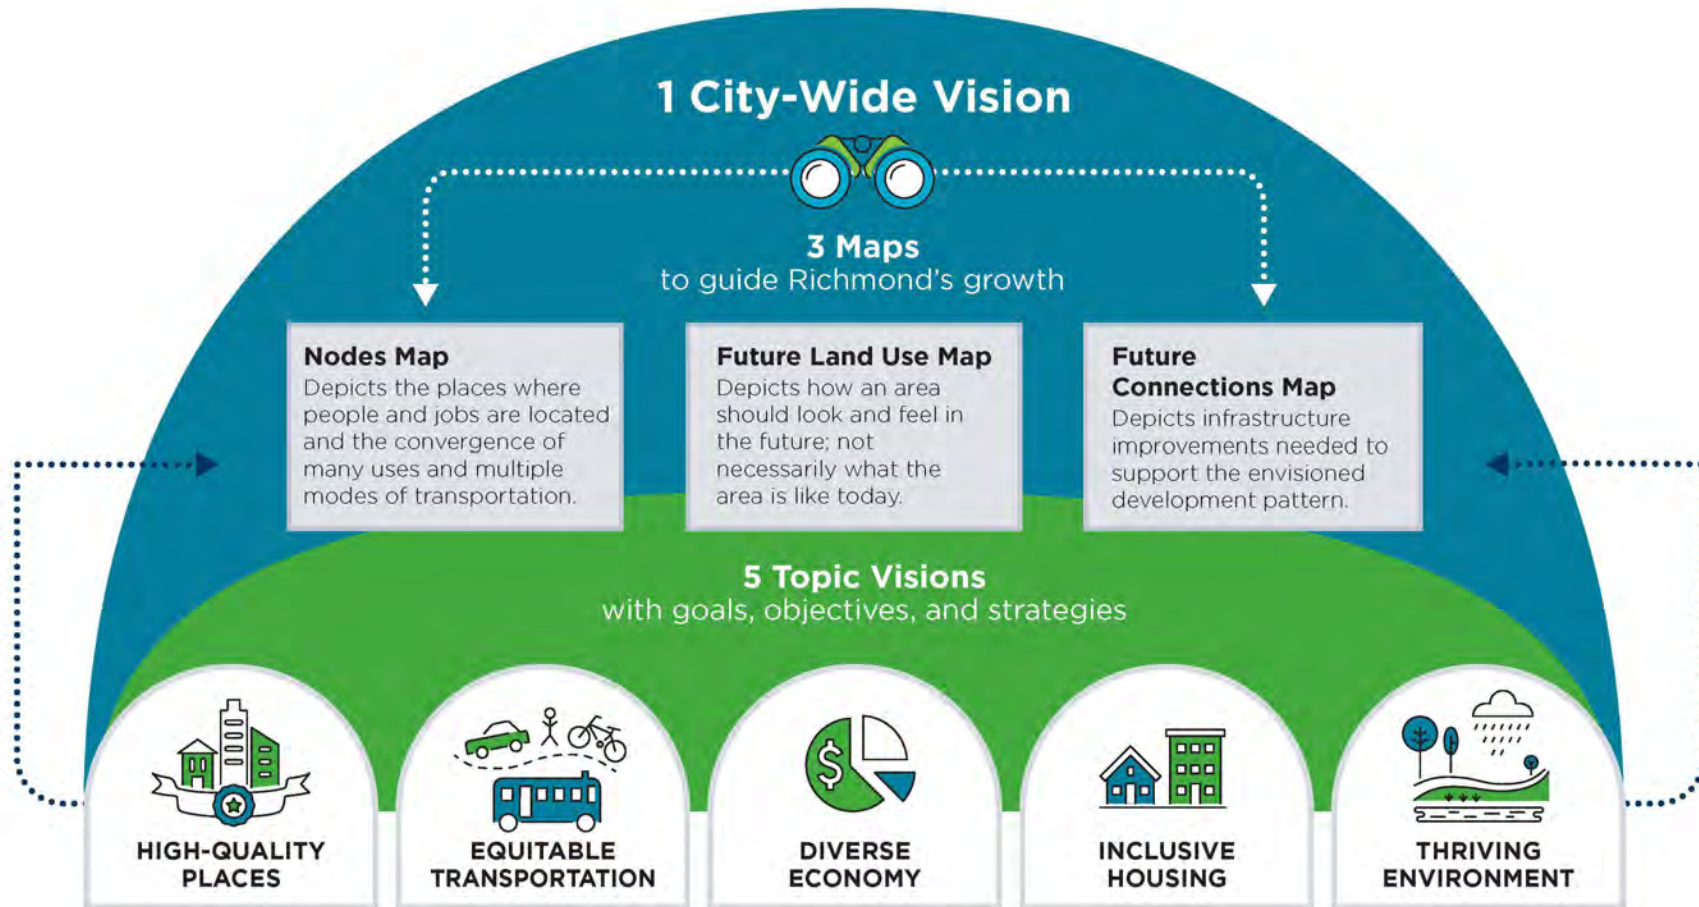 1 City-Wide Vision
3 Maps
to guide Richmond's growth
Nodes Map
Depicts the places where
people and jobs are located
and the convergence of
many uses and multiple
modes of transportation.
Future Land Use Map
Depicts how an area
should look and feel in
the future; not
necessarily what the
area is like today.
Future
Connections Map
Depicts infrastructure
improvements needed to
support the envisioned
development pattern.
5 Topic Visions
with goals, objectives, and strategies
$
HIGH-QUALITY
PLACES
EQUITABLE
TRANSPORTATION
DIVERSE
ECONOMY
INCLUSIVE
HOUSING
THRIVING
ENVIRONMENT